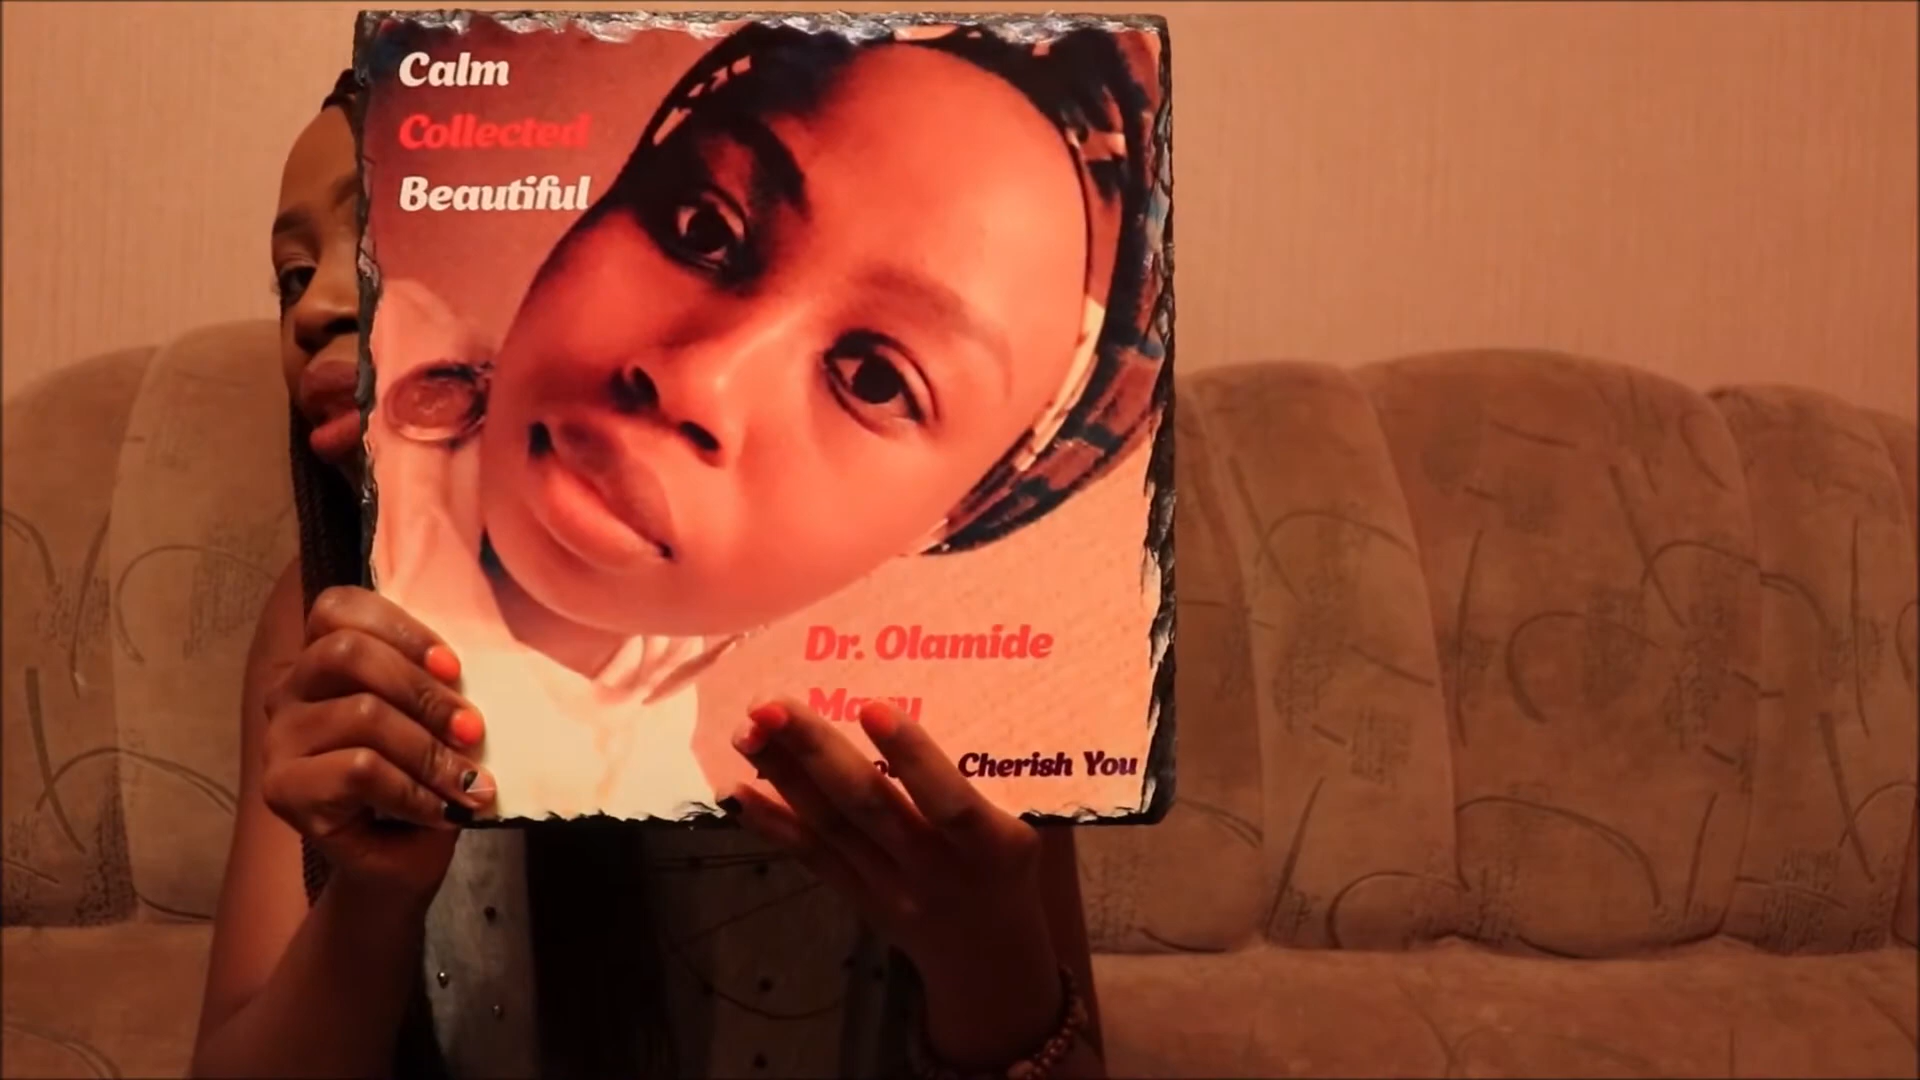 Calm
Collected
Beautiful
Dr. Olamide
Cherish You